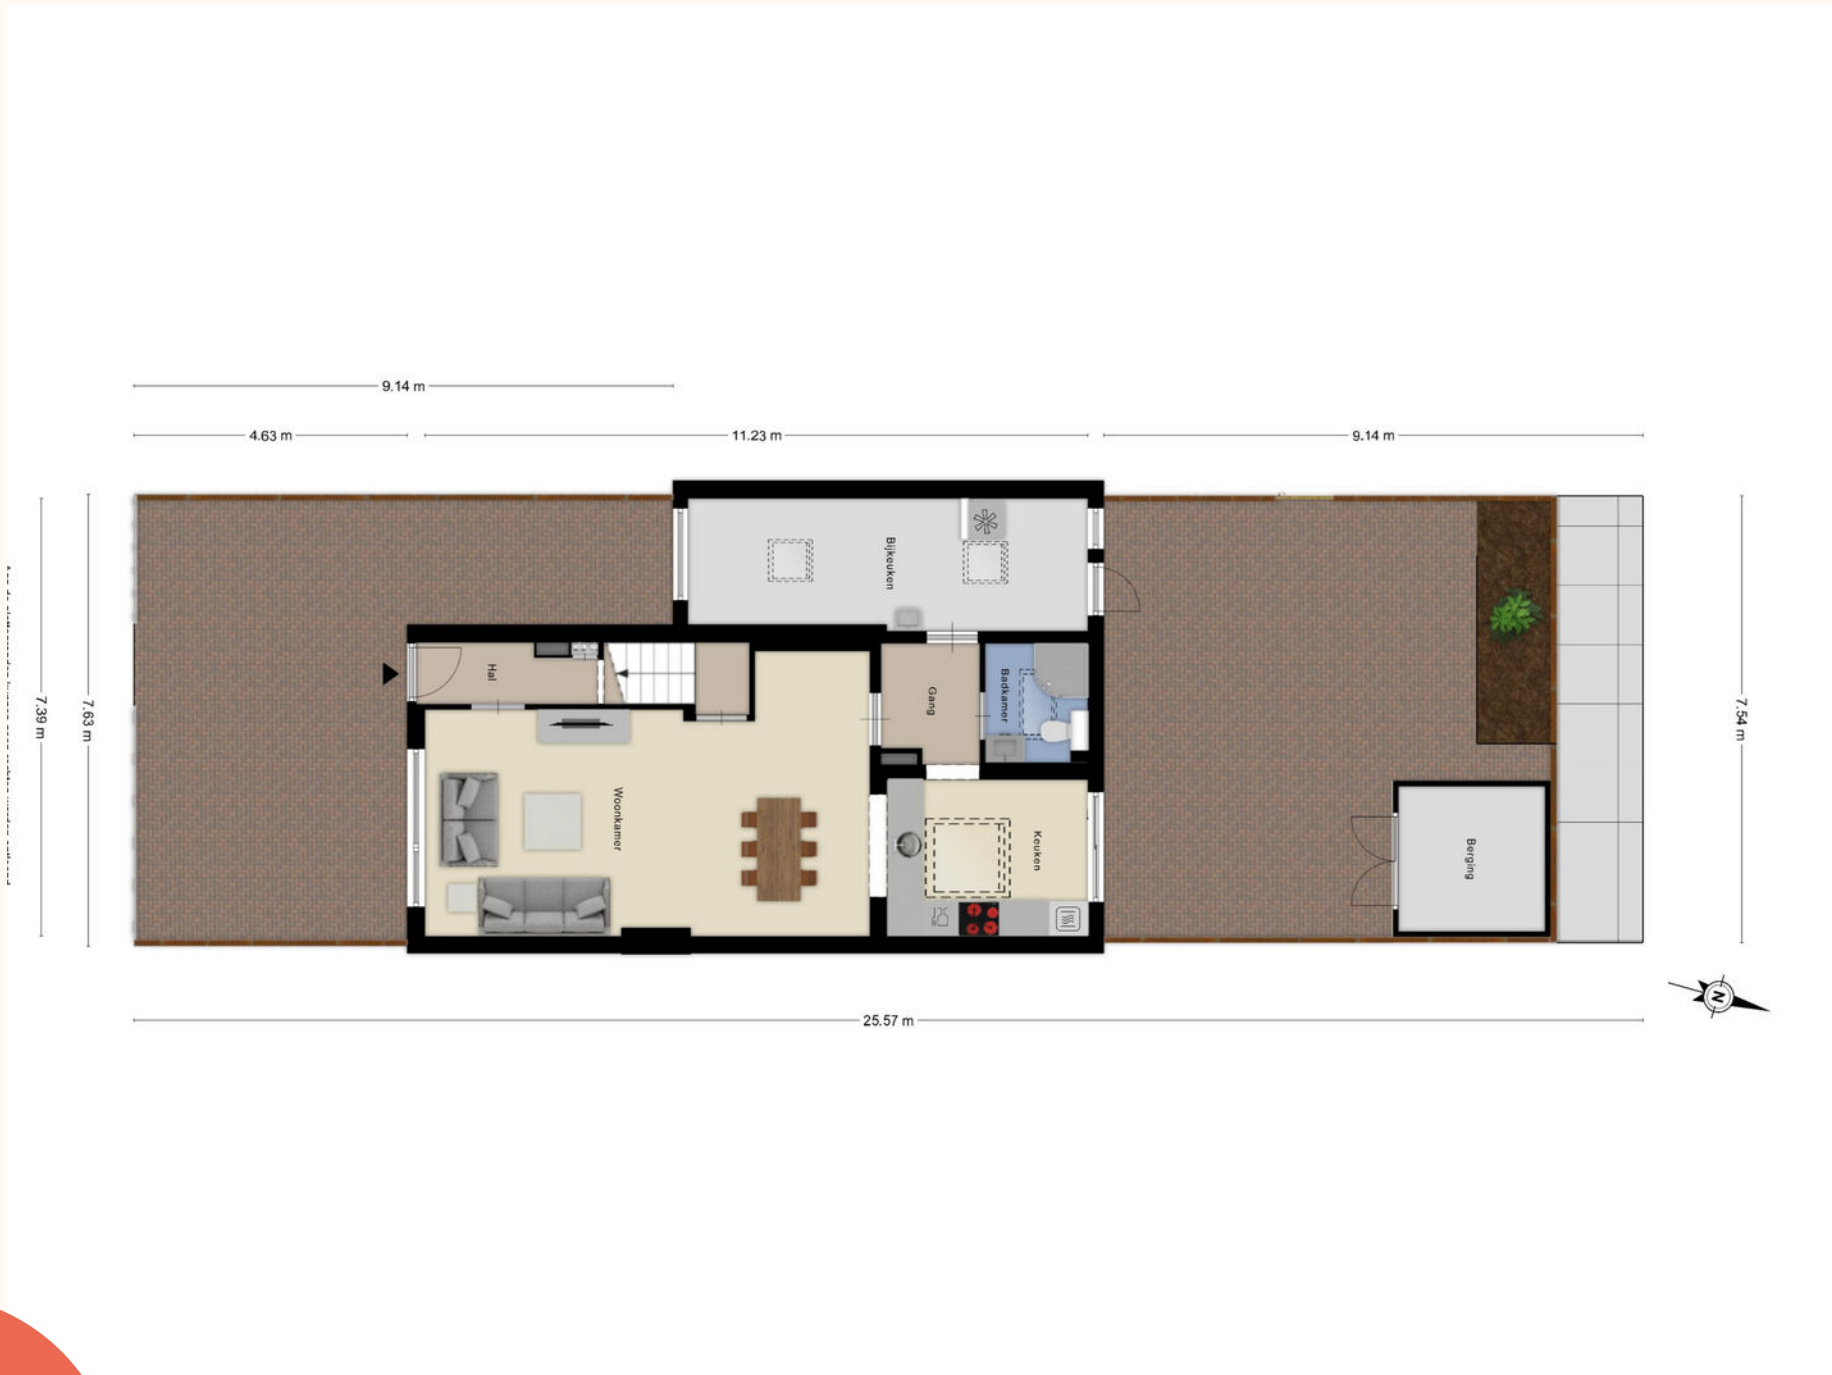 9.14 m
4.63 m
11.23 m
9.14 m
7.39 m
7.63 m
7.54 m
Bijkeuken
Hal
Gang
Badkamer
Woonkamer
Keuken
Berging
N
25.57 m